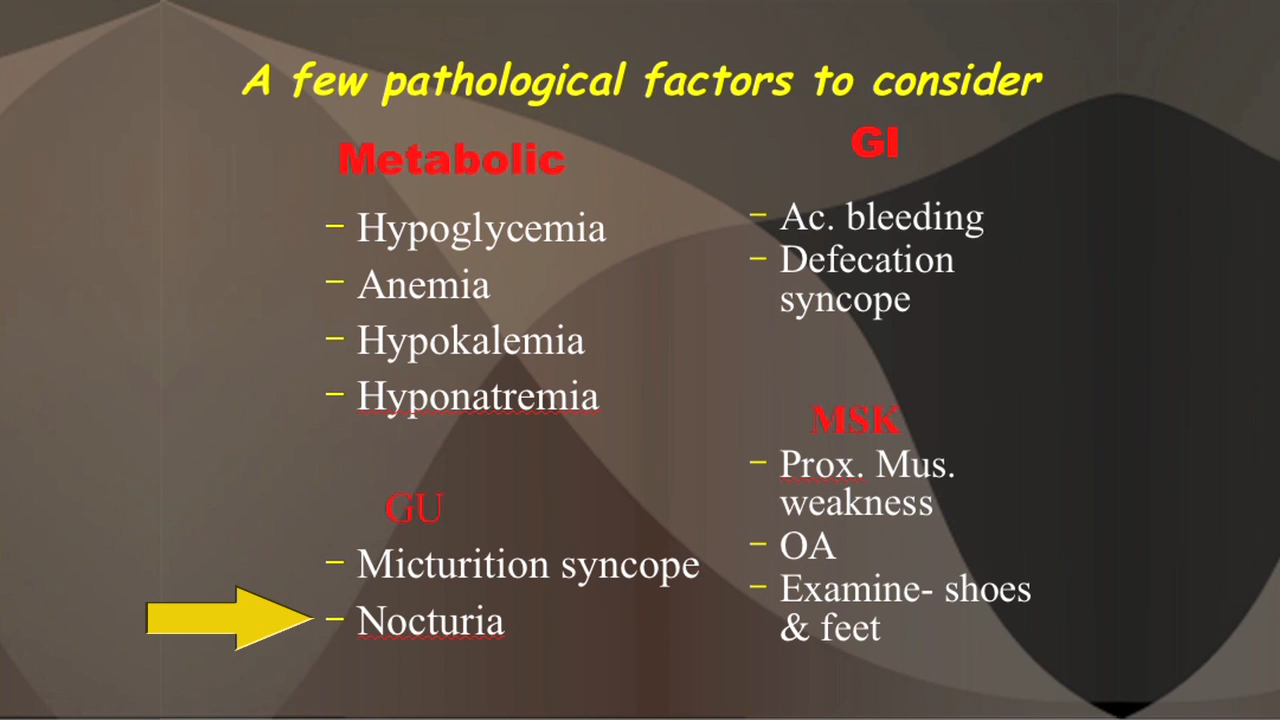 A few pathological factors to consider
Metabolic
– Hypoglycemia
– Anemia
– Hypokalemia
– Hyponatremia
GU
– Micturition syncope
– Nocturia
GI
– Ac. bleeding
– Defecation
syncope
MSK
– Prox. Mus.
weakness
– OA
– Examine- shoes
& feet